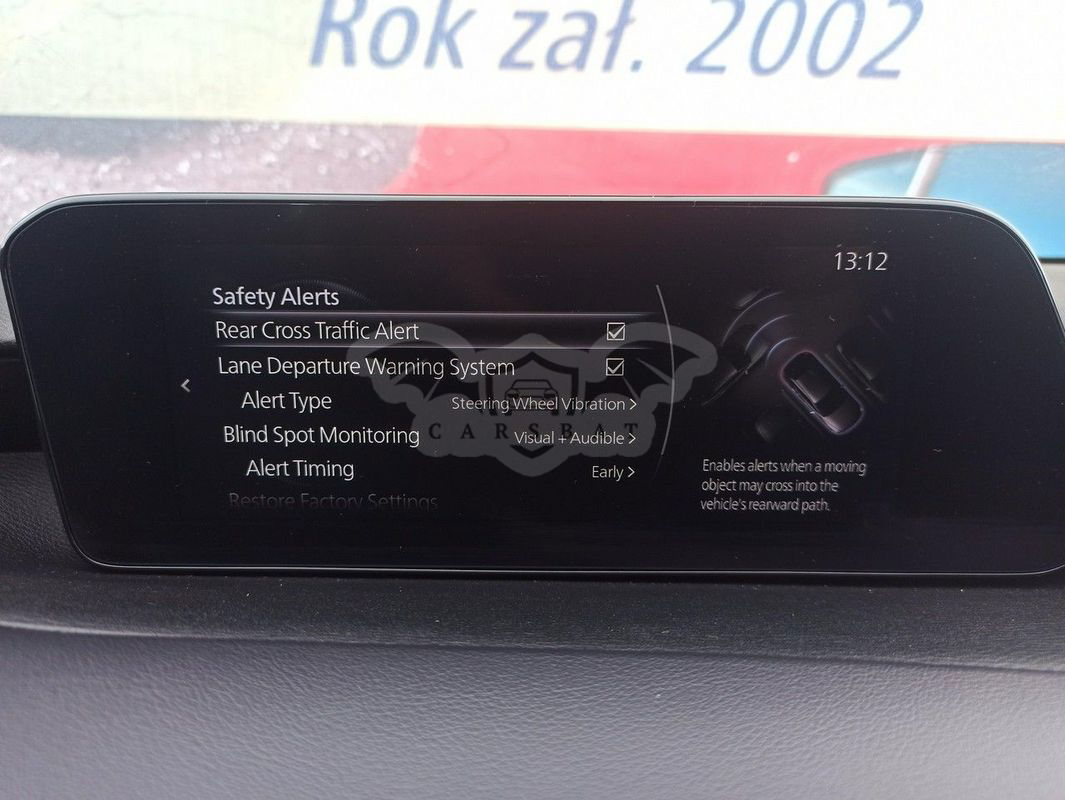 Rok zał. 2002
13:12
Safety Alerts
Rear Cross Traffic Alert
Lane Departure Warning System
Alert Type Steering Wheel Vibration >
Blind Spot Monitoring Visual + Audible >
Alert Timing Early >
Restore Factory Settings
Enables alerts when a moving
object may cross into the
vehicle's rearward path.
CARSBAT